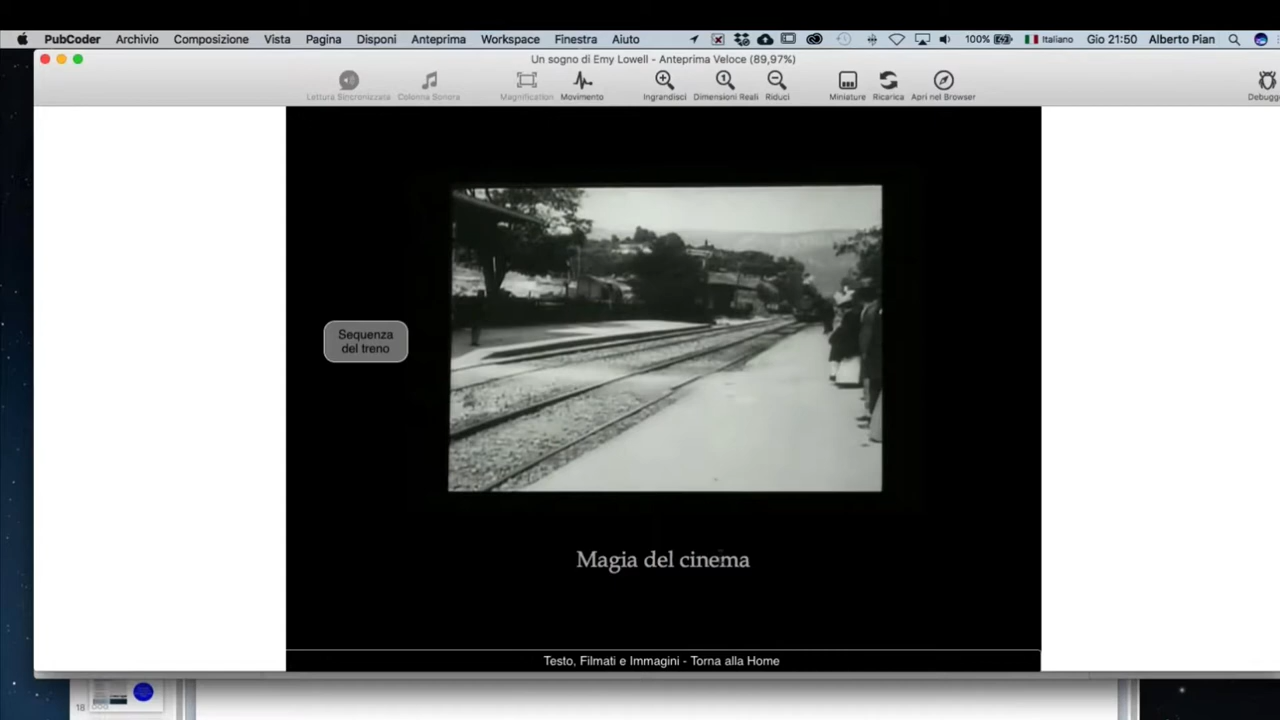 PubCoder Archivio Composizione Vista Pagina Disponi Anteprima Workspace Finestra Aiuto 100% Italiano Gio 21:50 Alberto Pian
Un sogno di Emy Lowell - Anteprima Veloce (89,97%)
Lettura Sincronizzata Colonna Sonora Magnification Movimento Ingrandisci Dimensioni Reali Riduci Miniature Ricarica Apri nel Browser Debugg
Sequenza
del treno
Magia del cinema
Testo, Filmati e Immagini - Torna alla Home
18